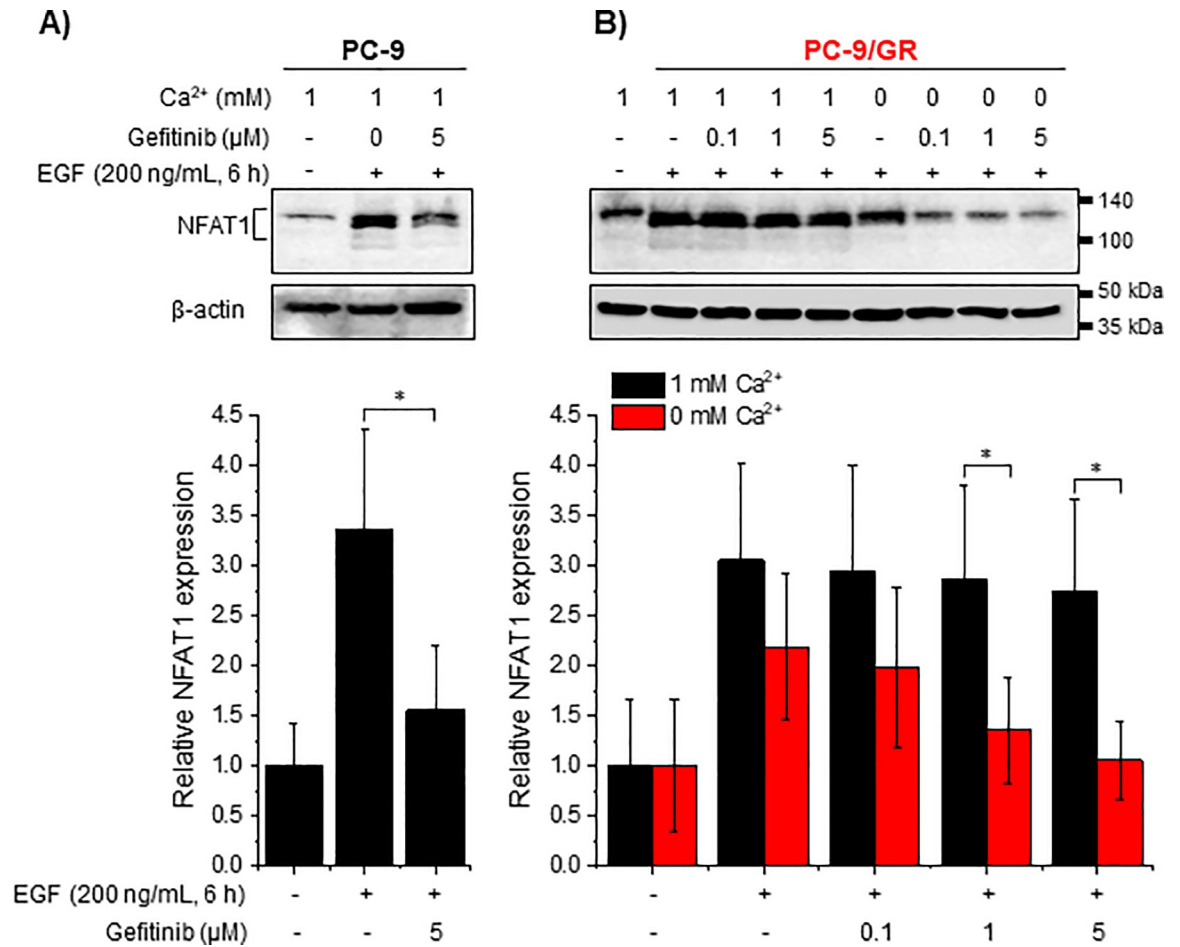 A)
PC-9
Ca²⁺ (mM) 1 1 1
Gefitinib (µM) - 0 5
EGF (200 ng/mL, 6 h) - + +
NFAT1
β-actin
B)
PC-9/GR
1 1 1 1 1 0 0 0 0
- - 0.1 1 5 - 0.1 1 5
- + + + + + + + +
140
100
50 kDa
35 kDa
Relative NFAT1 expression
4.5
4.0
3.5
3.0
2.5
2.0
1.5
1.0
0.5
0.0
*
EGF (200 ng/mL, 6 h) - + +
Gefitinib (µM) - - 5
1 mM Ca²⁺
0 mM Ca²⁺
Relative NFAT1 expression
4.5
4.0
3.5
3.0
2.5
2.0
1.5
1.0
0.5
0.0
* *
- + + + +
- - 0.1 1 5